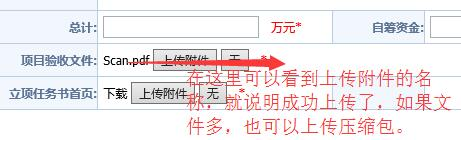 总计: 万元* 自筹资金:
项目验收文件: Scan.pdf 上传附件 无 *
立项任务书首页: 下载 上传附件 无 *
在这里可以看到上传附件的名
称，就说明成功上传了，如果文
件多，也可以上传压缩包。